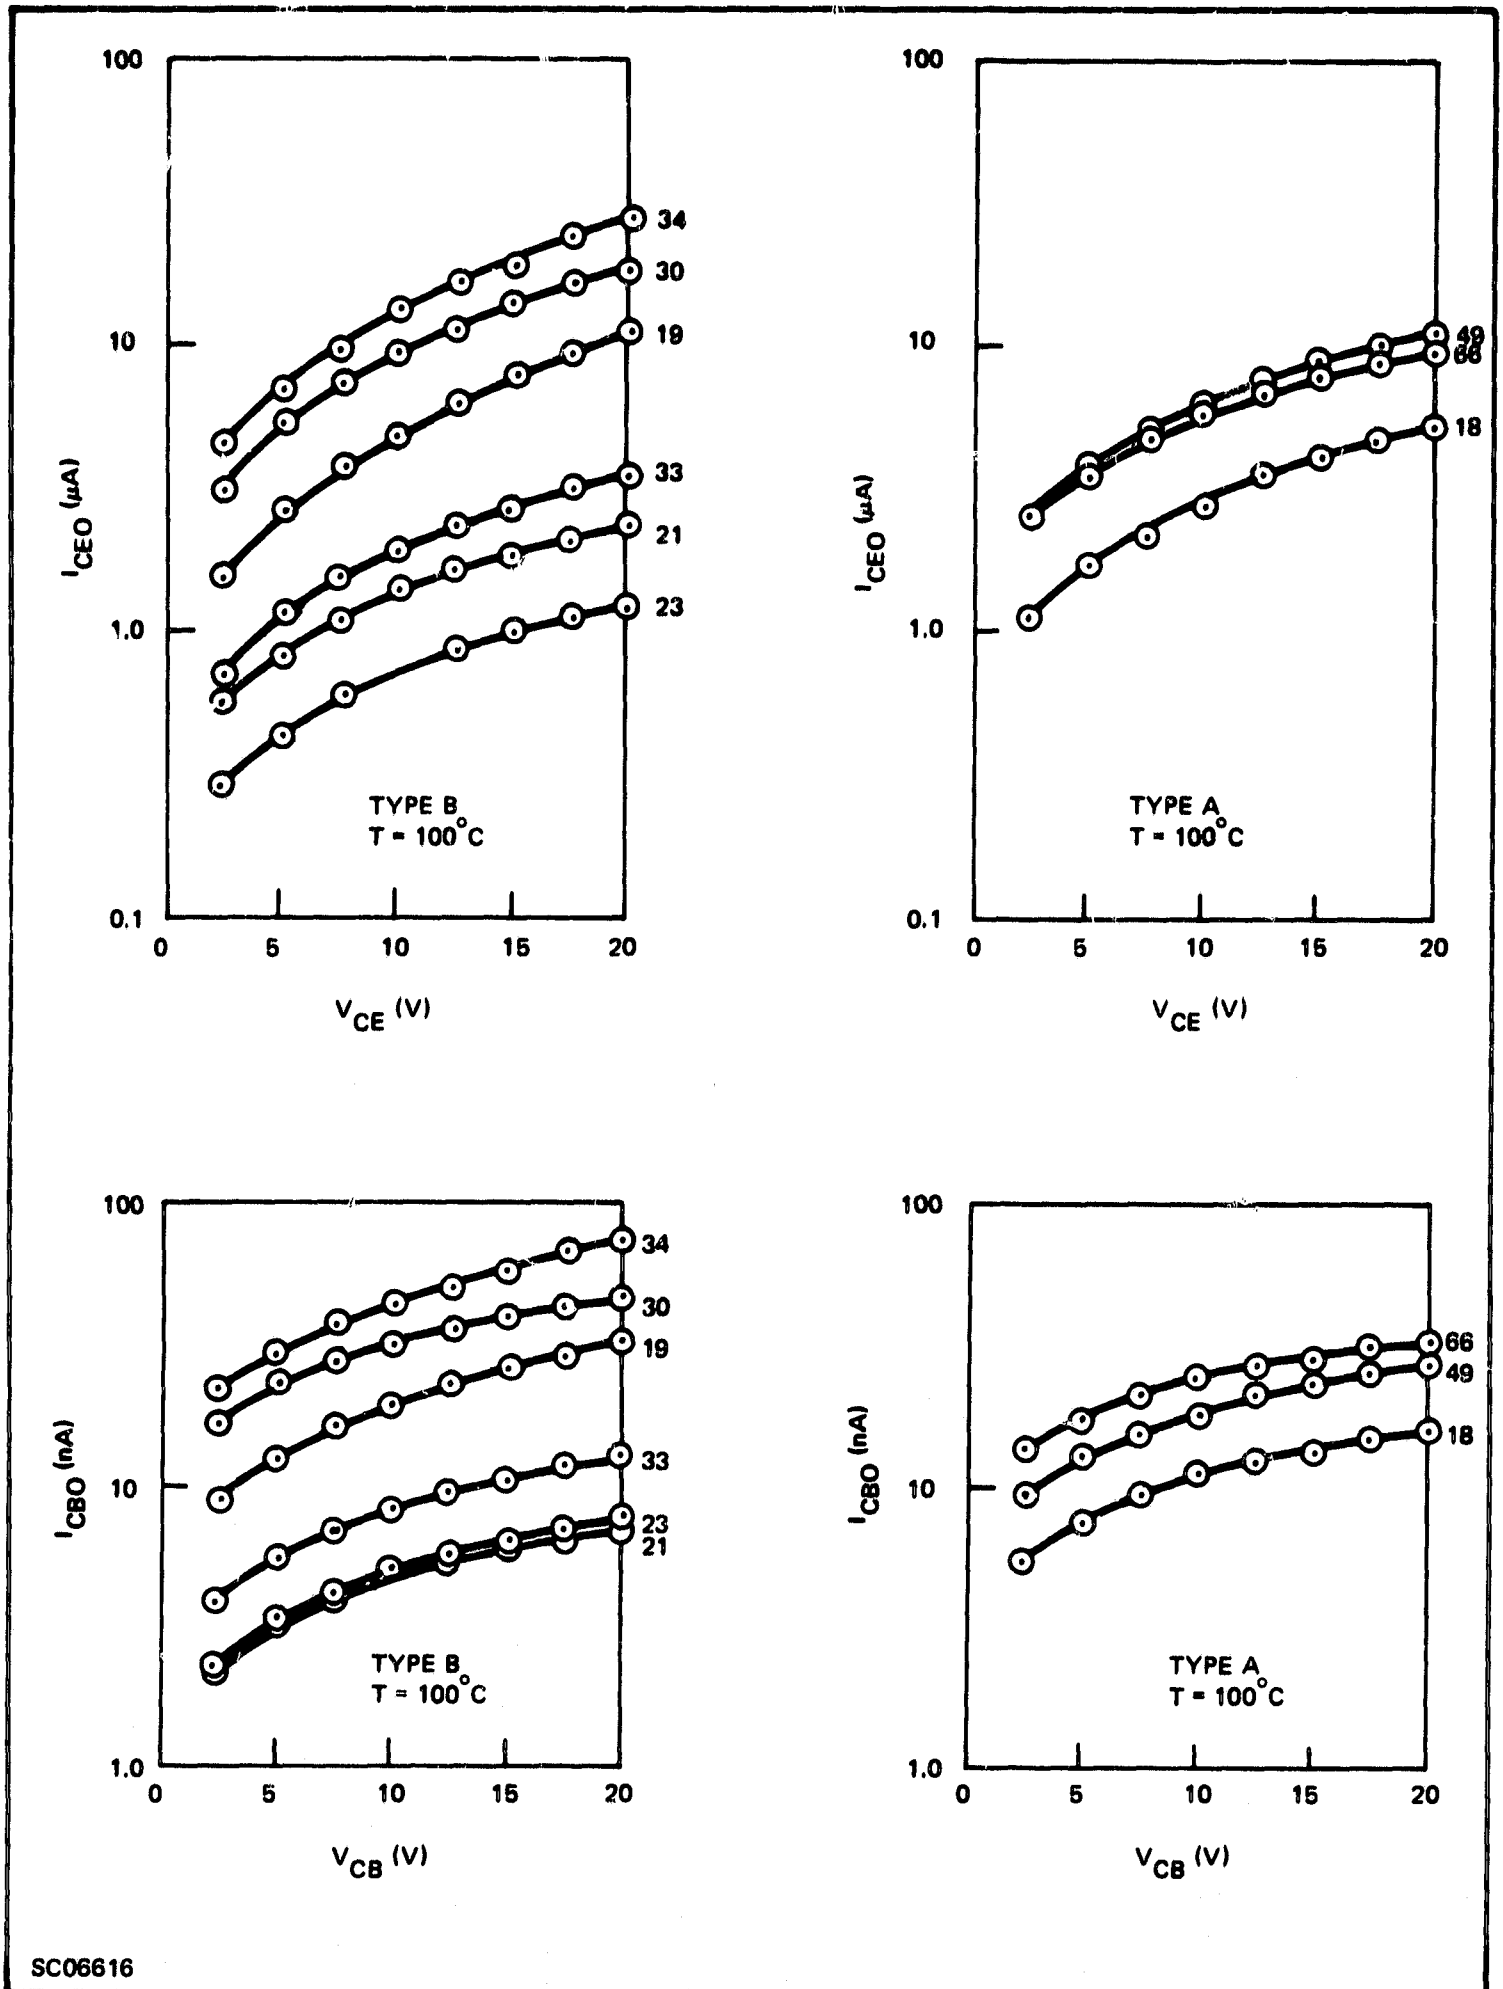 100
10
1.0
0.1
I_CEO (μA)
34
30
19
33
21
23
TYPE B
T = 100°C
0 5 10 15 20
V_CE (V)
100
10
1.0
0.1
I_CEO (μA)
49
66
18
TYPE A
T = 100°C
0 5 10 15 20
V_CE (V)
100
10
1.0
I_CBO (nA)
34
30
19
33
23
21
TYPE B
T = 100°C
0 5 10 15 20
V_CB (V)
100
10
1.0
I_CBO (nA)
66
49
18
TYPE A
T = 100°C
0 5 10 15 20
V_CB (V)
SC06616